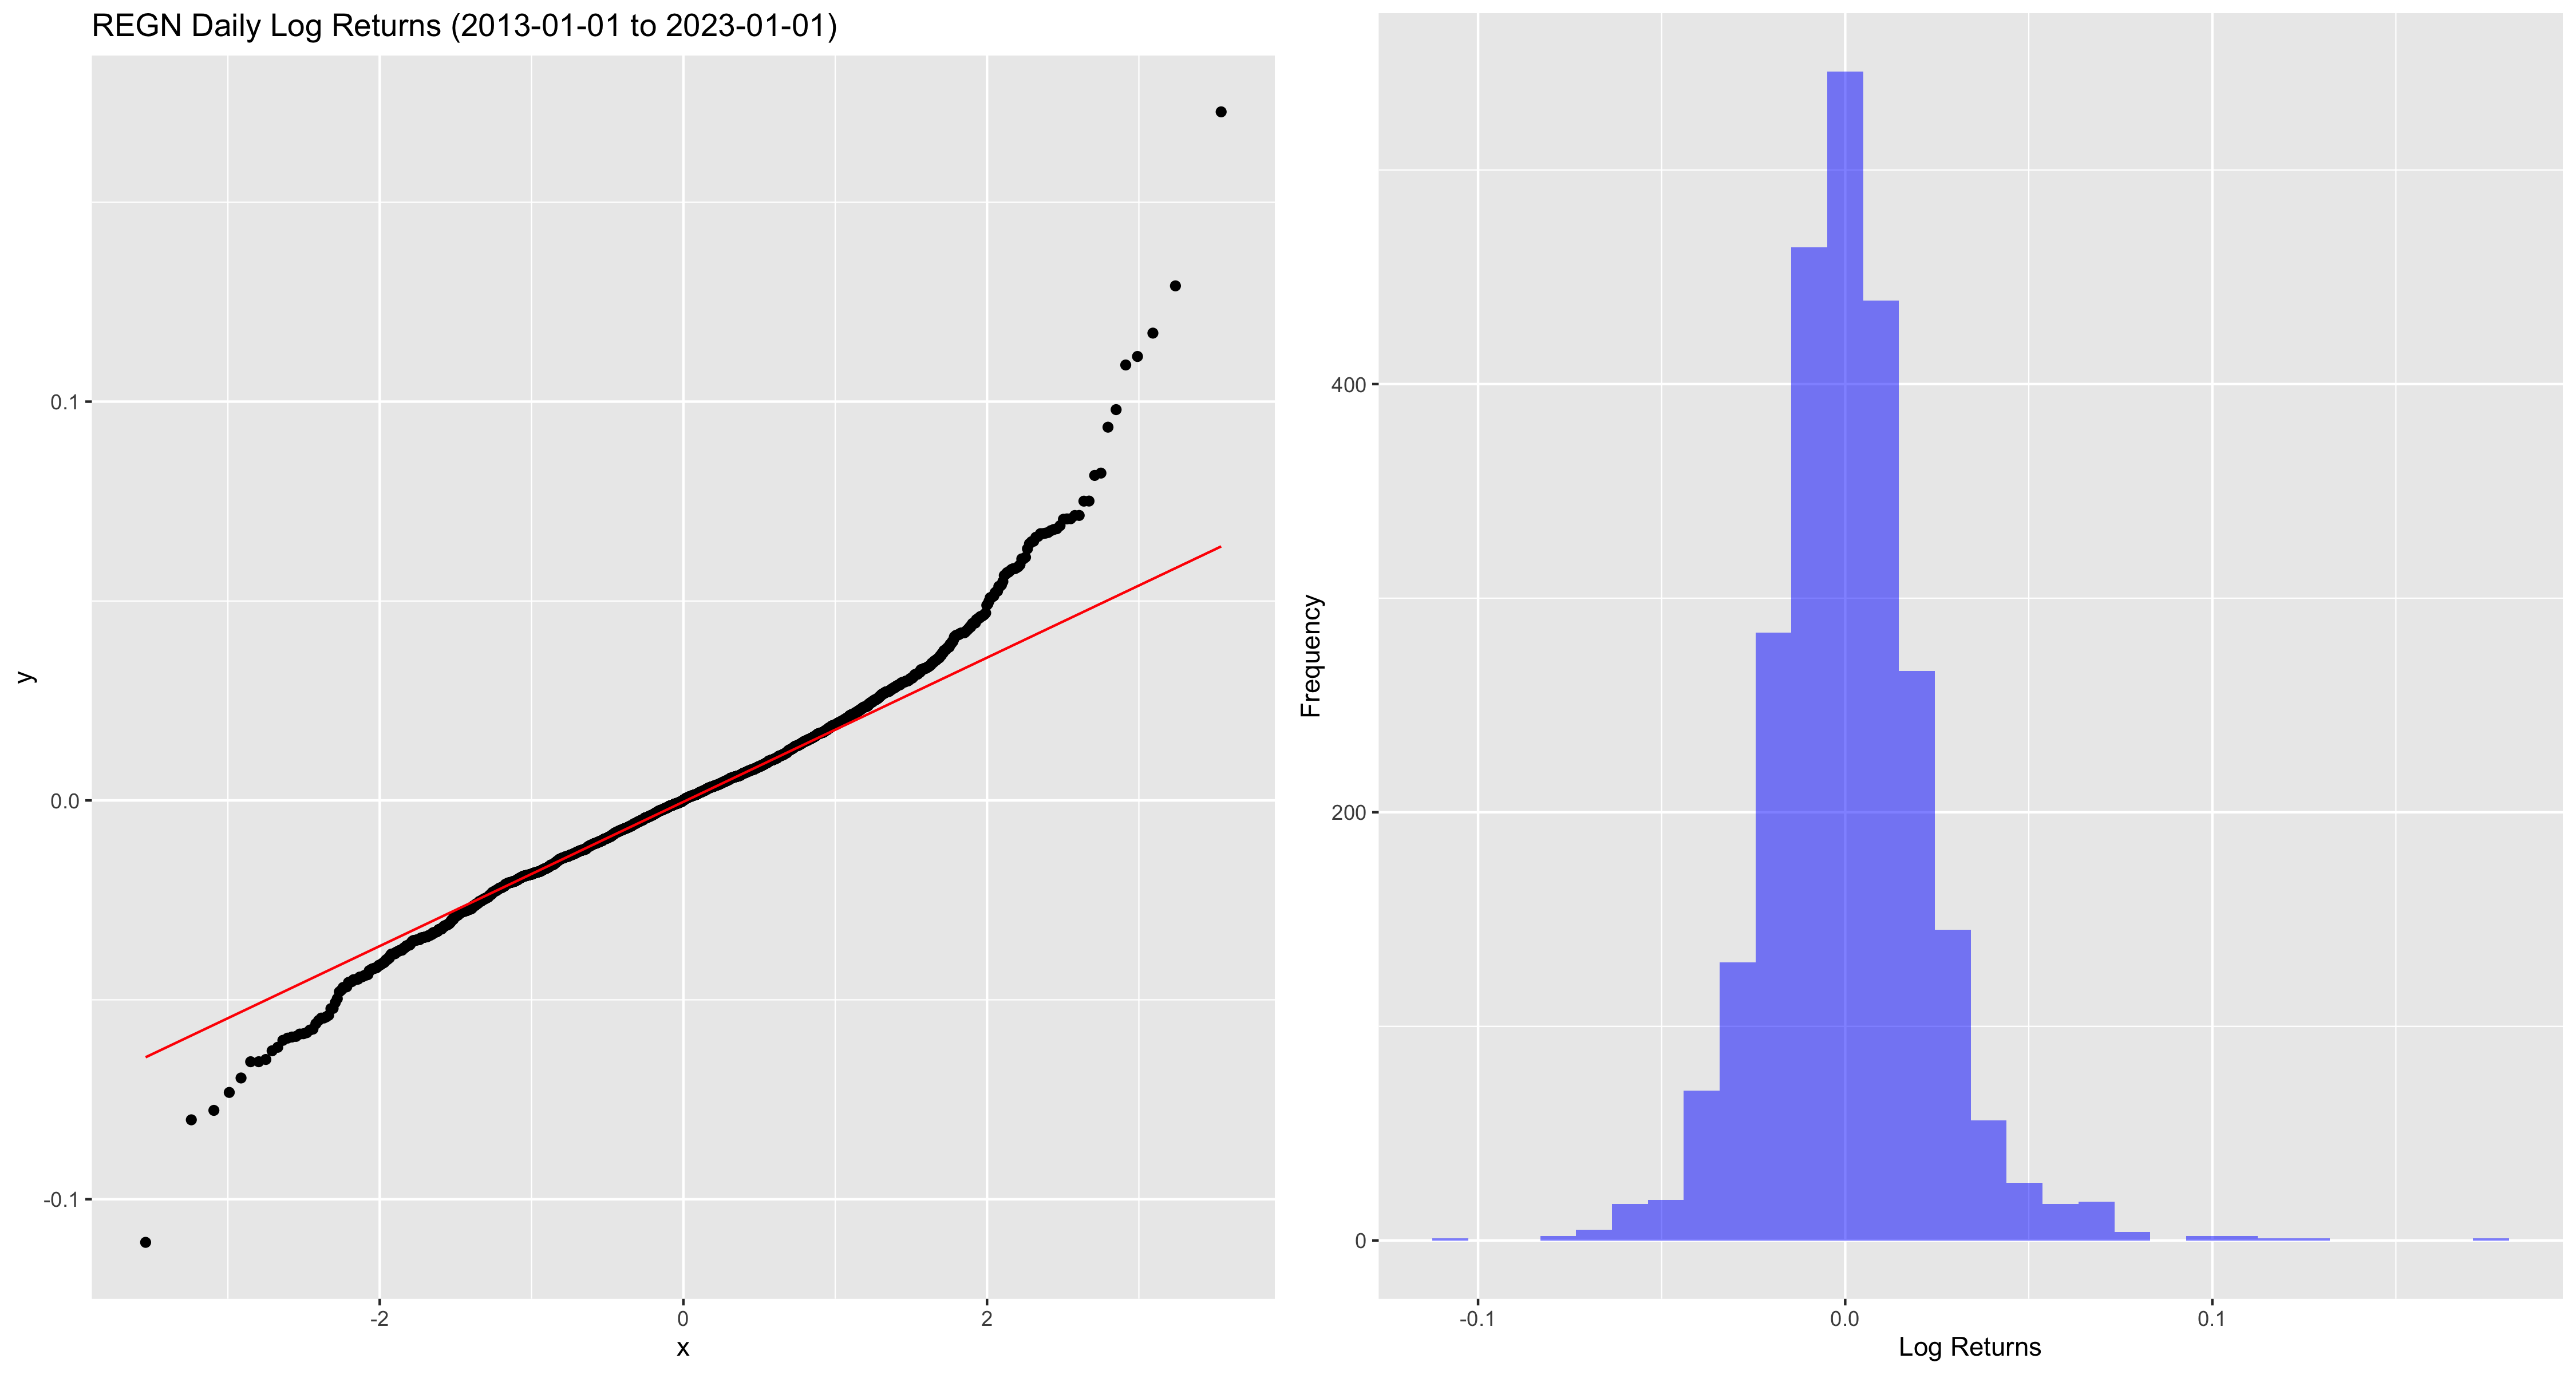 REGN Daily Log Returns (2013-01-01 to 2023-01-01)
y
0.1
0.0
-0.1
-2
0
2
x
Frequency
400
200
0
-0.1
0.0
0.1
Log Returns